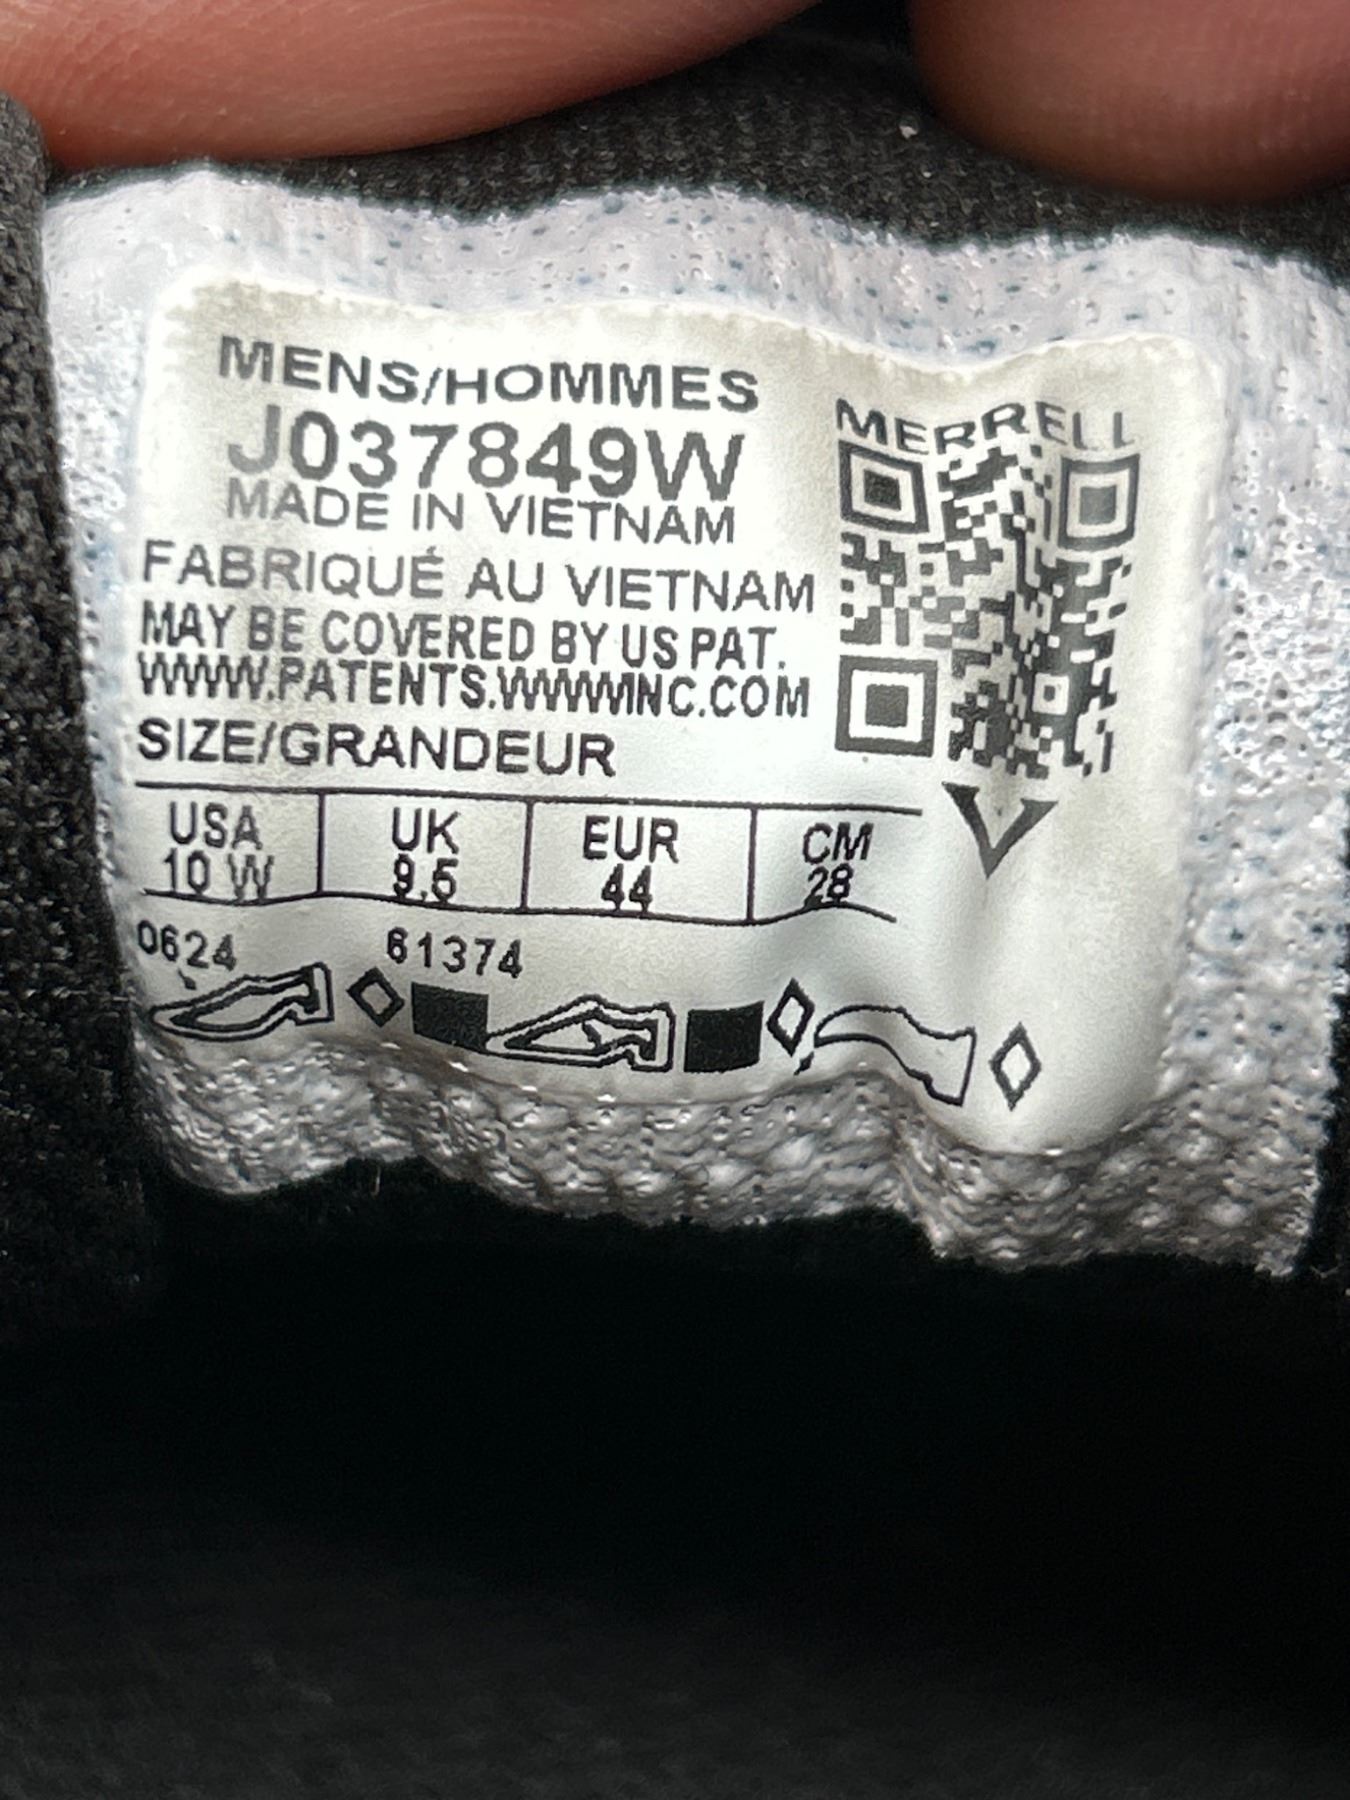 MENS/HOMMES
J037849W
MADE IN VIETNAM
FABRIQUÉ AU VIETNAM
MAY BE COVERED BY US PAT.
WWW.PATENTS.WWWINC.COM
SIZE/GRANDEUR
USA UK EUR CM
10 W 9.5 44 28
0624 61374
MERRELL
V